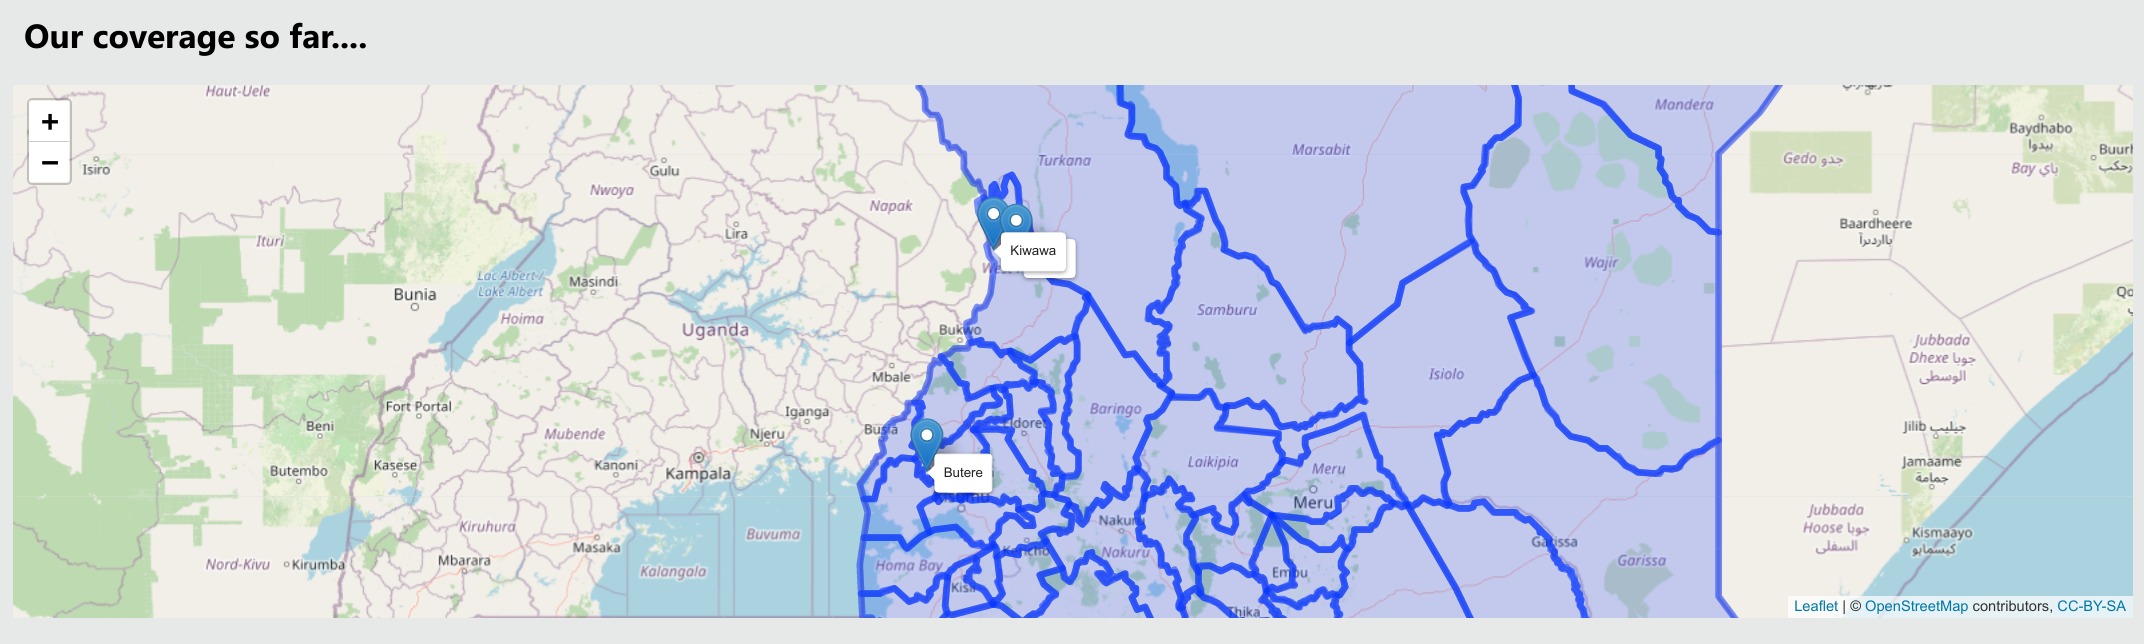 Our coverage so far....
+
−
Haut-Uele
Isiro
Gulu
Nwoya
Napak
Turkana
Marsabit
Mandera
Gedo جدو
Baydhabo
بيدوا
Bay باي
Ituri
Lira
Kiwawa
Wajir
Baardheere
Lac Albert /
Lake Albert
Masindi
Bunia
Hoima
Uganda
Bukwo
Samburu
Mbale
Isiolo
Jubbada
Dhexe جوبا
الوسطى
Fort Portal
Beni
Mubende
Iganga
Njeru
Busia
Eldoret
Baringo
Jilib جيليب
Butembo
Kasese
Kanoni
Kampala
Butere
Laikipia
Meru
Meru
Jamaame
جمامة
Kiruhura
Buvuma
Nakuru
Nakuru
Jubbada
Hoose جوبا
السفلى
Kismaayo
كيسمايو
Nord-Kivu
Kirumba
Mbarara
Masaka
Kalangala
Homa Bay
Kericho
Kisii
Embu
Thika
Garissa
Garissa
Leaflet | © OpenStreetMap contributors, CC-BY-SA